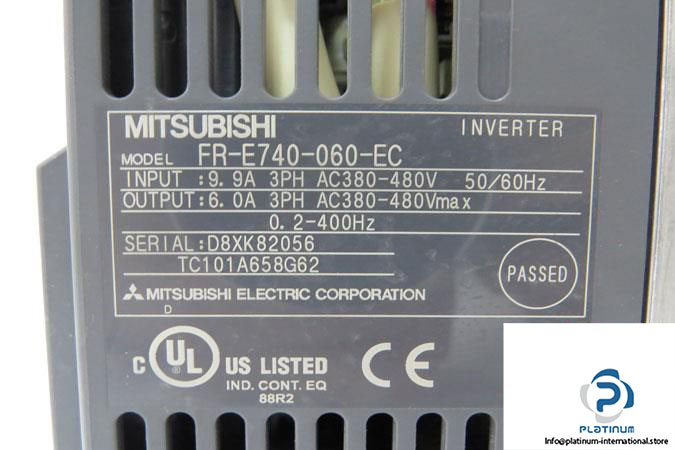 MITSUBISHI INVERTER
MODEL FR-E740-060-EC
INPUT :9.9A 3PH AC380-480V 50/60Hz
OUTPUT:6.0A 3PH AC380-480Vmax
0.2-400Hz
SERIAL:D8XK82056
TC101A658G62
PASSED
MITSUBISHI ELECTRIC CORPORATION
D
C UL US LISTED CE
IND. CONT. EQ
88R2
PLATINUM
Info@platinum-international.store